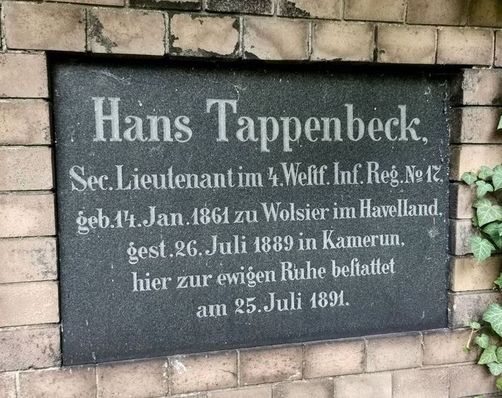 Hans Tappenbeck,
Sec. Lieutenant im 4. Westf. Inf. Reg. No 17.
geb. 14. Jan. 1861 zu Wolsier im Havelland,
gest. 26. Juli 1889 in Kamerun,
hier zur ewigen Ruhe beſtattet
am 25. Juli 1891.